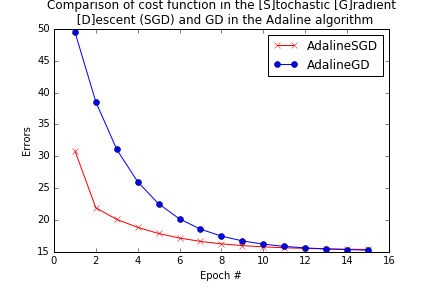 Comparison of cost function in the [S]tochastic [G]radient
[D]escent (SGD) and GD in the Adaline algorithm
AdalineSGD
AdalineGD
Errors
50
45
40
35
30
25
20
15
0 2 4 6 8 10 12 14 16
Epoch #